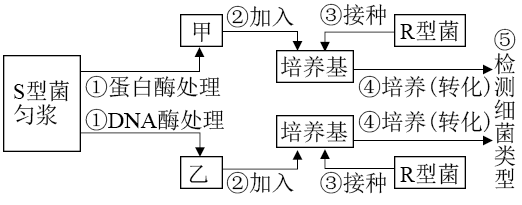 甲
②加入
③接种
R型菌
S型菌
匀浆
①蛋白酶处理
培养基
④培养(转化)
①DNA酶处理
培养基
④培养(转化)
乙
②加入
③接种
R型菌
⑤检测细菌类型